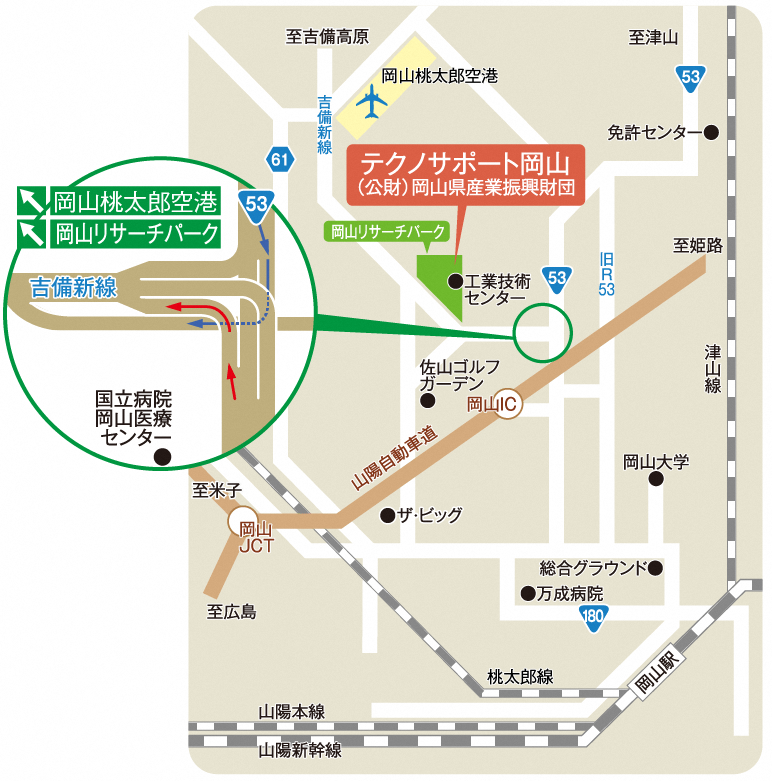 至吉備高原
岡山桃太郎空港
至津山
53
免許センター
吉備新線
61
テクノサポート岡山
(公財)岡山県産業振興財団
岡山桃太郎空港
岡山リサーチパーク
53
岡山リサーチパーク
至姫路
工業技術
センター
53
旧R53
吉備新線
津山線
佐山ゴルフ
ガーデン
岡山IC
国立病院
岡山医療
センター
山陽自動車道
岡山大学
至米子
ザ・ビッグ
岡山
JCT
総合グラウンド
万成病院
至広島
180
岡山駅
桃太郎線
山陽本線
山陽新幹線